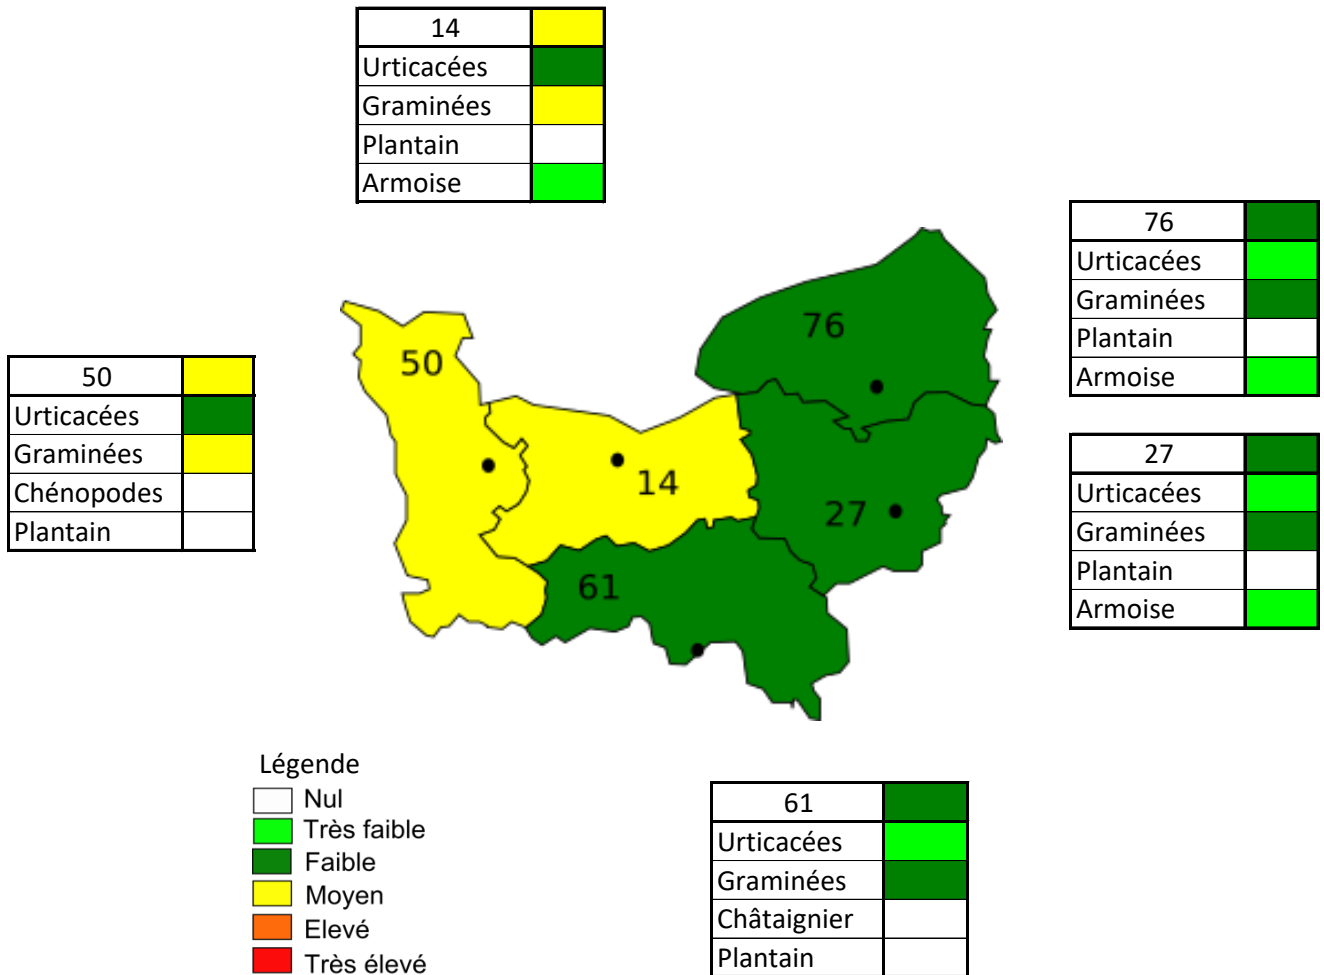 14
Urticacées
Graminées
Plantain
Armoise
76
Urticacées
Graminées
Plantain
Armoise
50
Urticacées
Graminées
Chénopodes
Plantain
76
50
14
27
61
27
Urticacées
Graminées
Plantain
Armoise
Légende
Nul
Très faible
Faible
Moyen
Elevé
Très élevé
61
Urticacées
Graminées
Châtaignier
Plantain